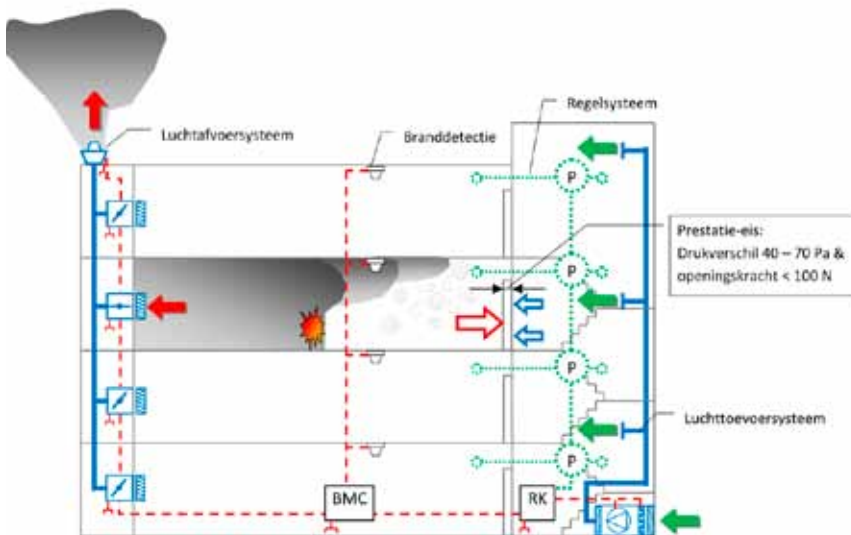 Luchtafvoersysteem
Branddetectie
Regelsysteem
P
Prestatie-eis:
Drukverschil 40 – 70 Pa &
openingskracht < 100 N
P
P
Luchttoevoersysteem
P
BMC
RK